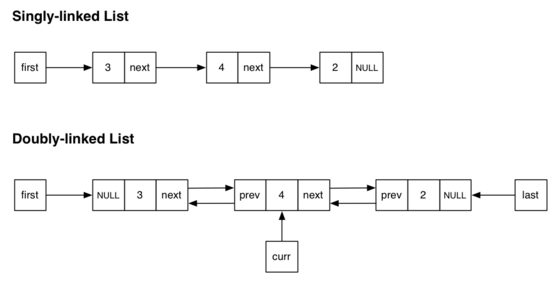 Singly-linked List
first 3 next 4 next 2 NULL
Doubly-linked List
first NULL 3 next prev 4 next prev 2 NULL last
curr